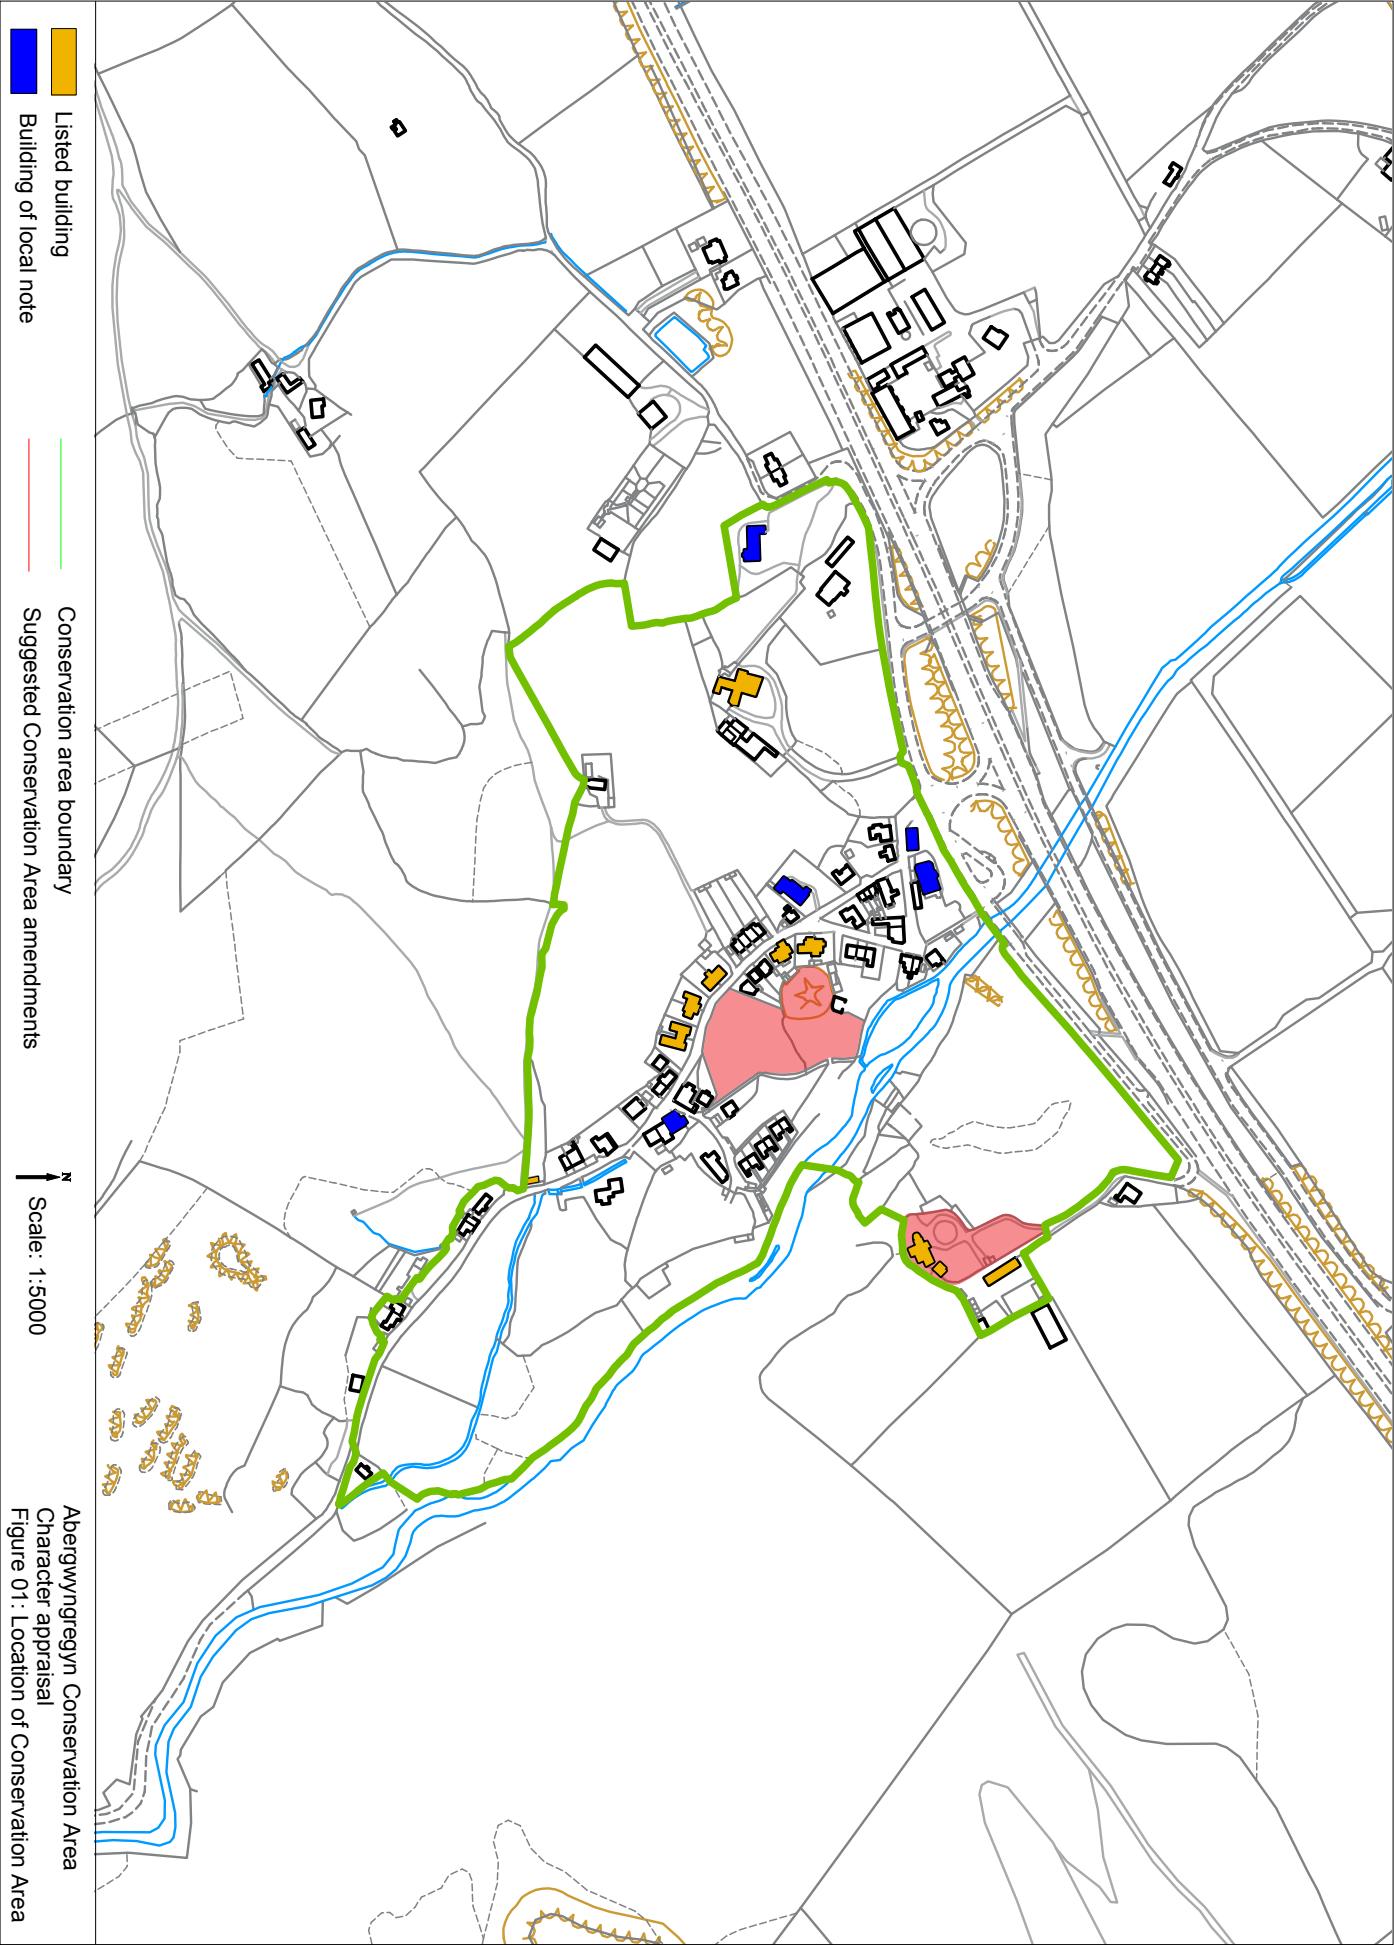 Listed building
Building of local note
Conservation area boundary
Suggested Conservation Area amendments
N
Scale: 1:5000
Abergwyngregyn Conservation Area
Character appraisal
Figure 01: Location of Conservation Area